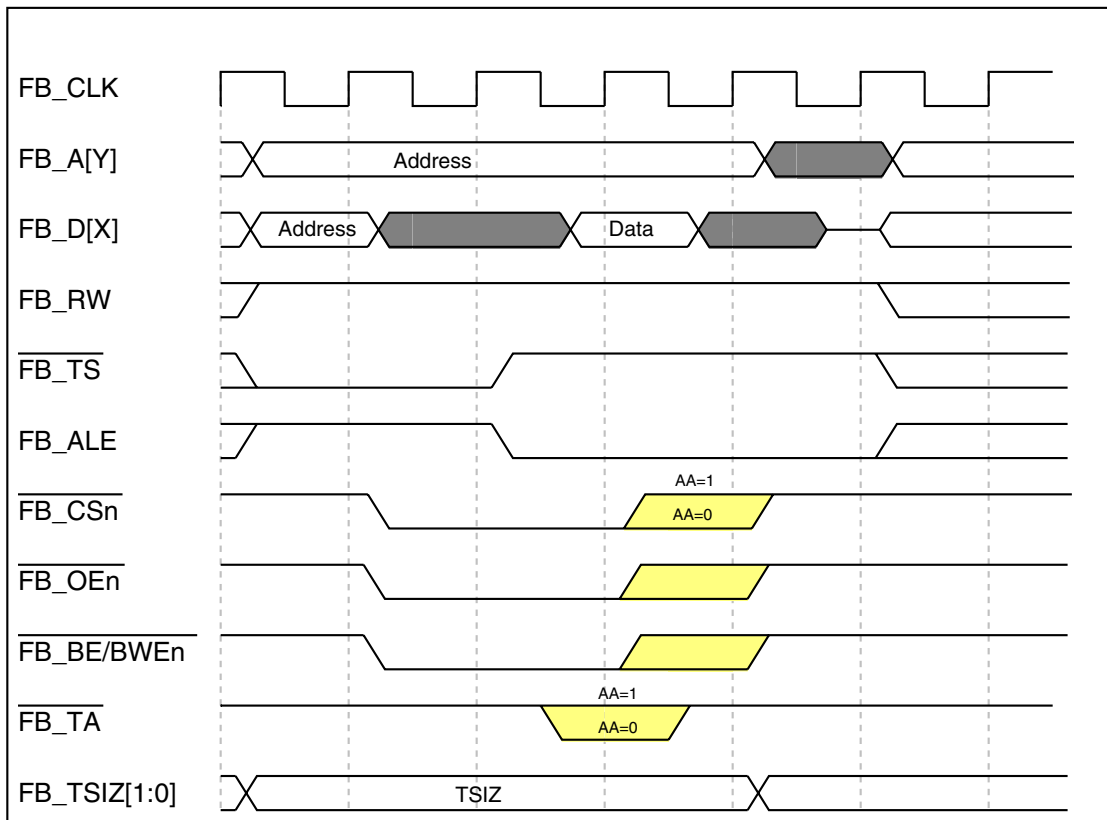 FB_CLK
FB_A[Y] Address
FB_D[X] Address Data
FB_RW
FB_TS
FB_ALE
AA=1
FB_CSn AA=0
FB_OEn
FB_BE/BWEn
AA=1
FB_TA AA=0
FB_TSIZ[1:0] TSIZ